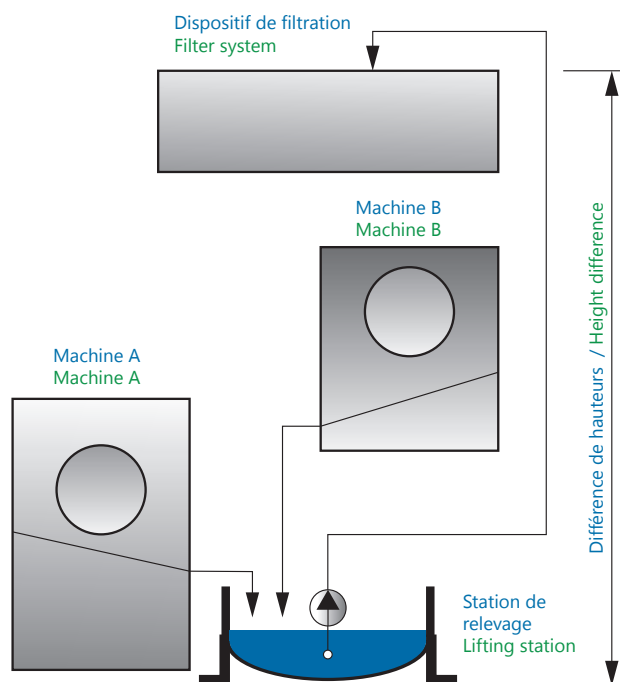 Dispositif de filtration
Filter system
Machine B
Machine B
Machine A
Machine A
Différence de hauteurs / Height difference
Station de
relevage
Lifting station